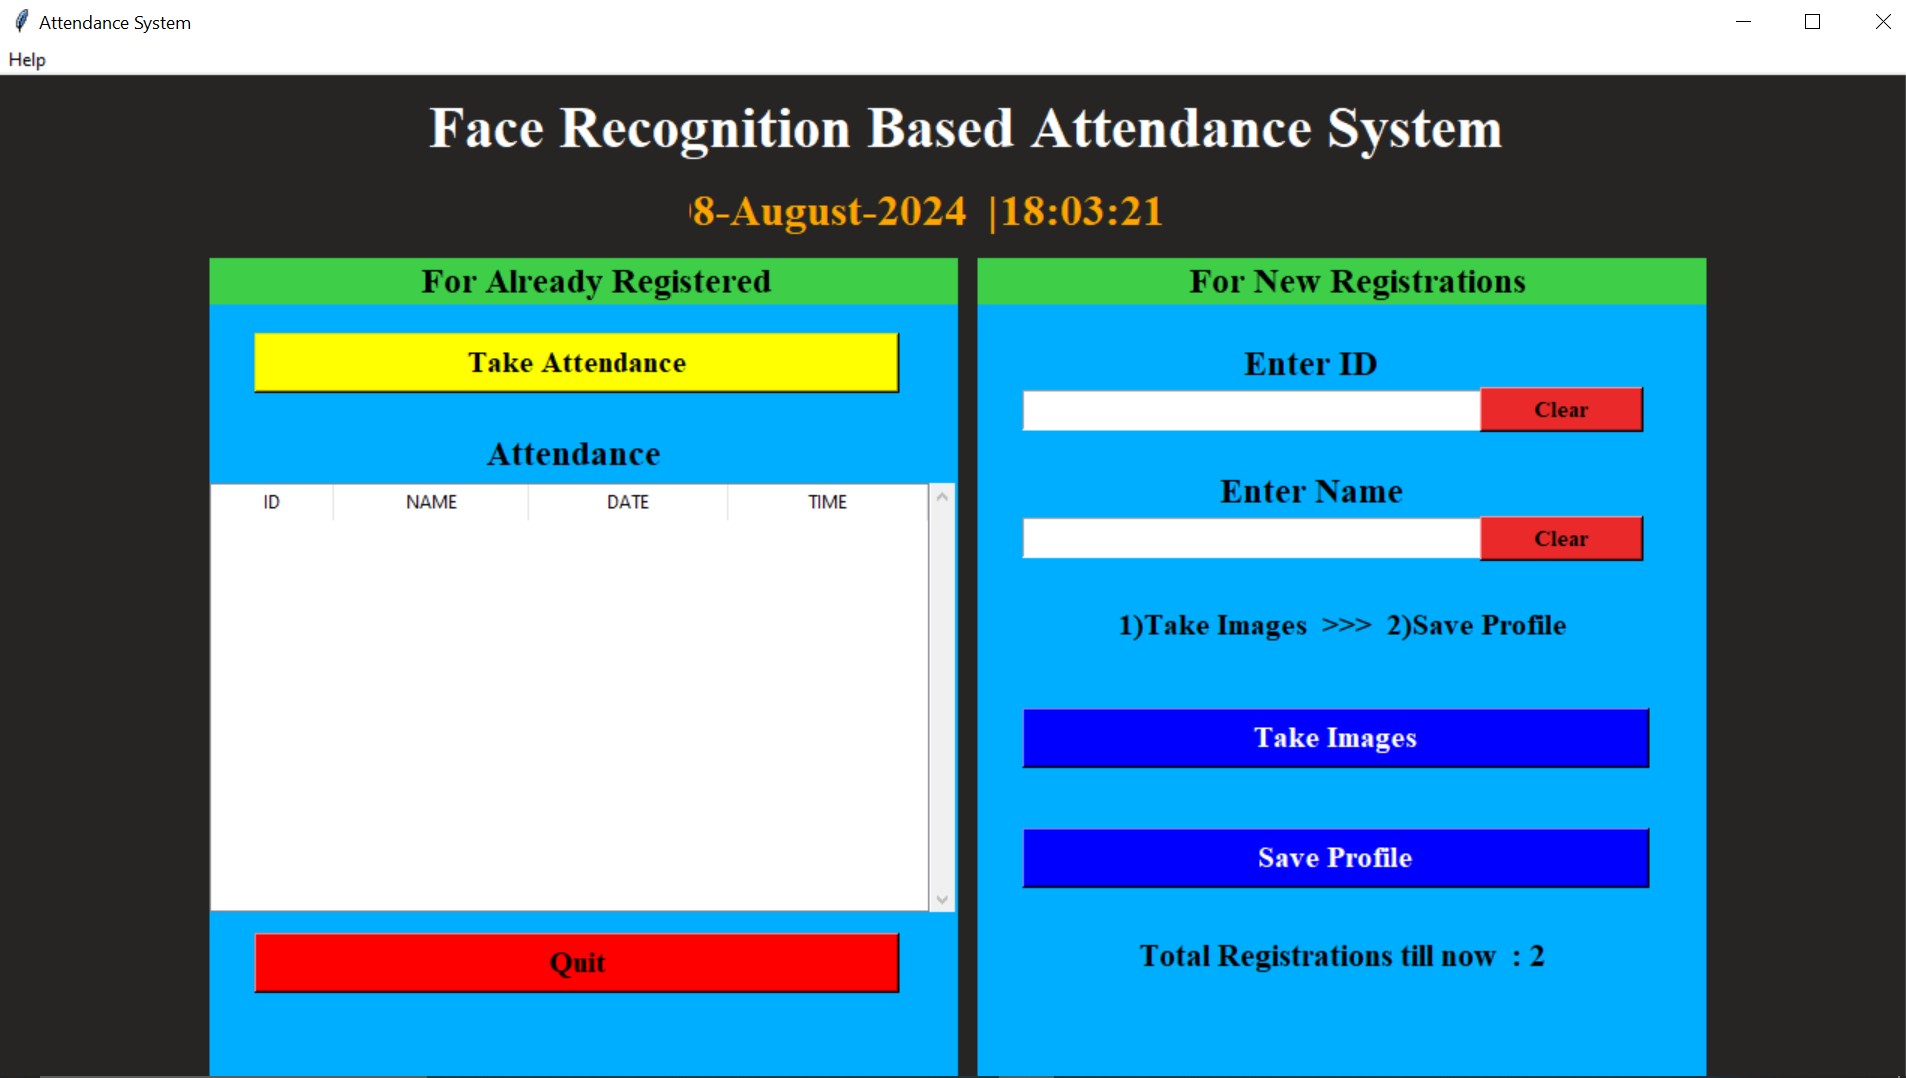 Attendance System
Help
Face Recognition Based Attendance System
8-August-2024 |18:03:21
For Already Registered
Take Attendance
Attendance
ID NAME DATE TIME
Quit
For New Registrations
Enter ID
Clear
Enter Name
Clear
1)Take Images >>> 2)Save Profile
Take Images
Save Profile
Total Registrations till now : 2